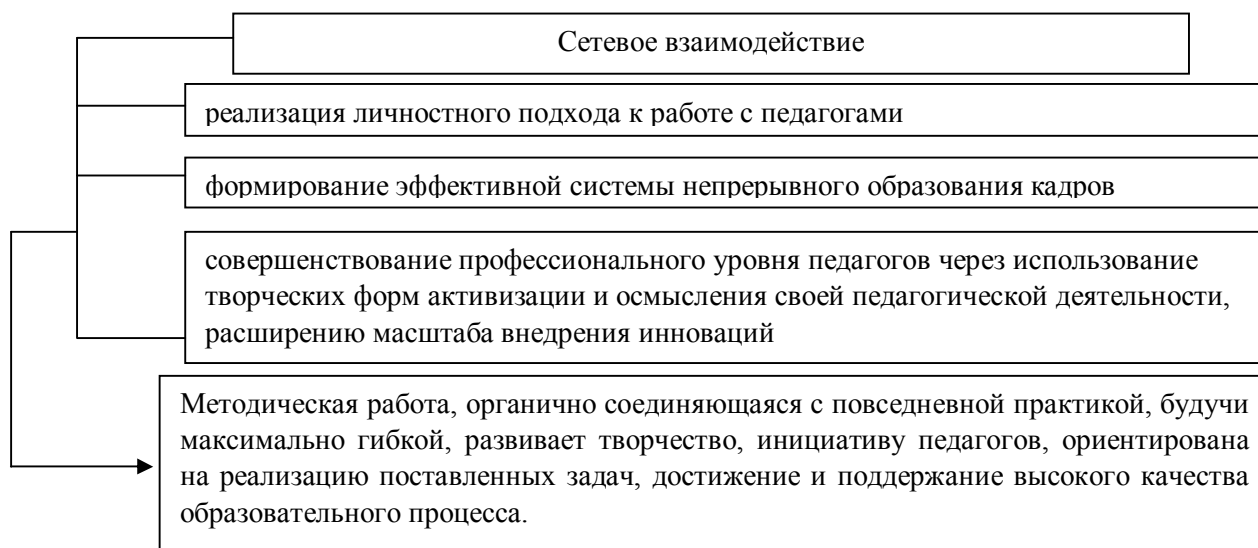 Сетевое взаимодействие
реализация личностного подхода к работе с педагогами
формирование эффективной системы непрерывного образования кадров
совершенствование профессионального уровня педагогов через использование
творческих форм активизации и осмысления своей педагогической деятельности,
расширению масштаба внедрения инноваций
Методическая работа, органично соединяющаяся с повседневной практикой, будучи
максимально гибкой, развивает творчество, инициативу педагогов, ориентирована
на реализацию поставленных задач, достижение и поддержание высокого качества
образовательного процесса.